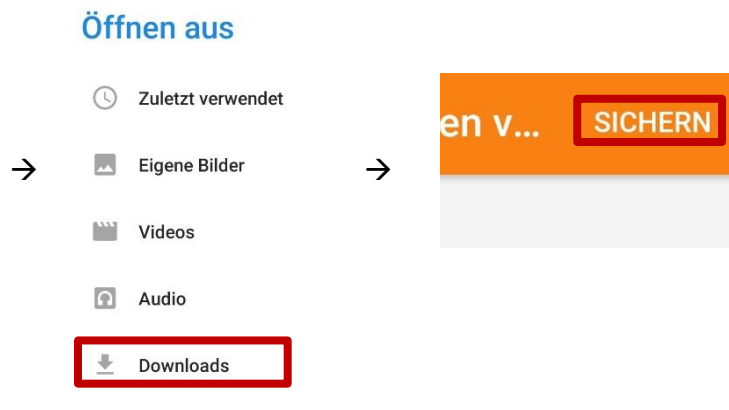 Öffnen aus
Zuletzt verwendet
Eigene Bilder
Videos
Audio
Downloads
en v... SICHERN